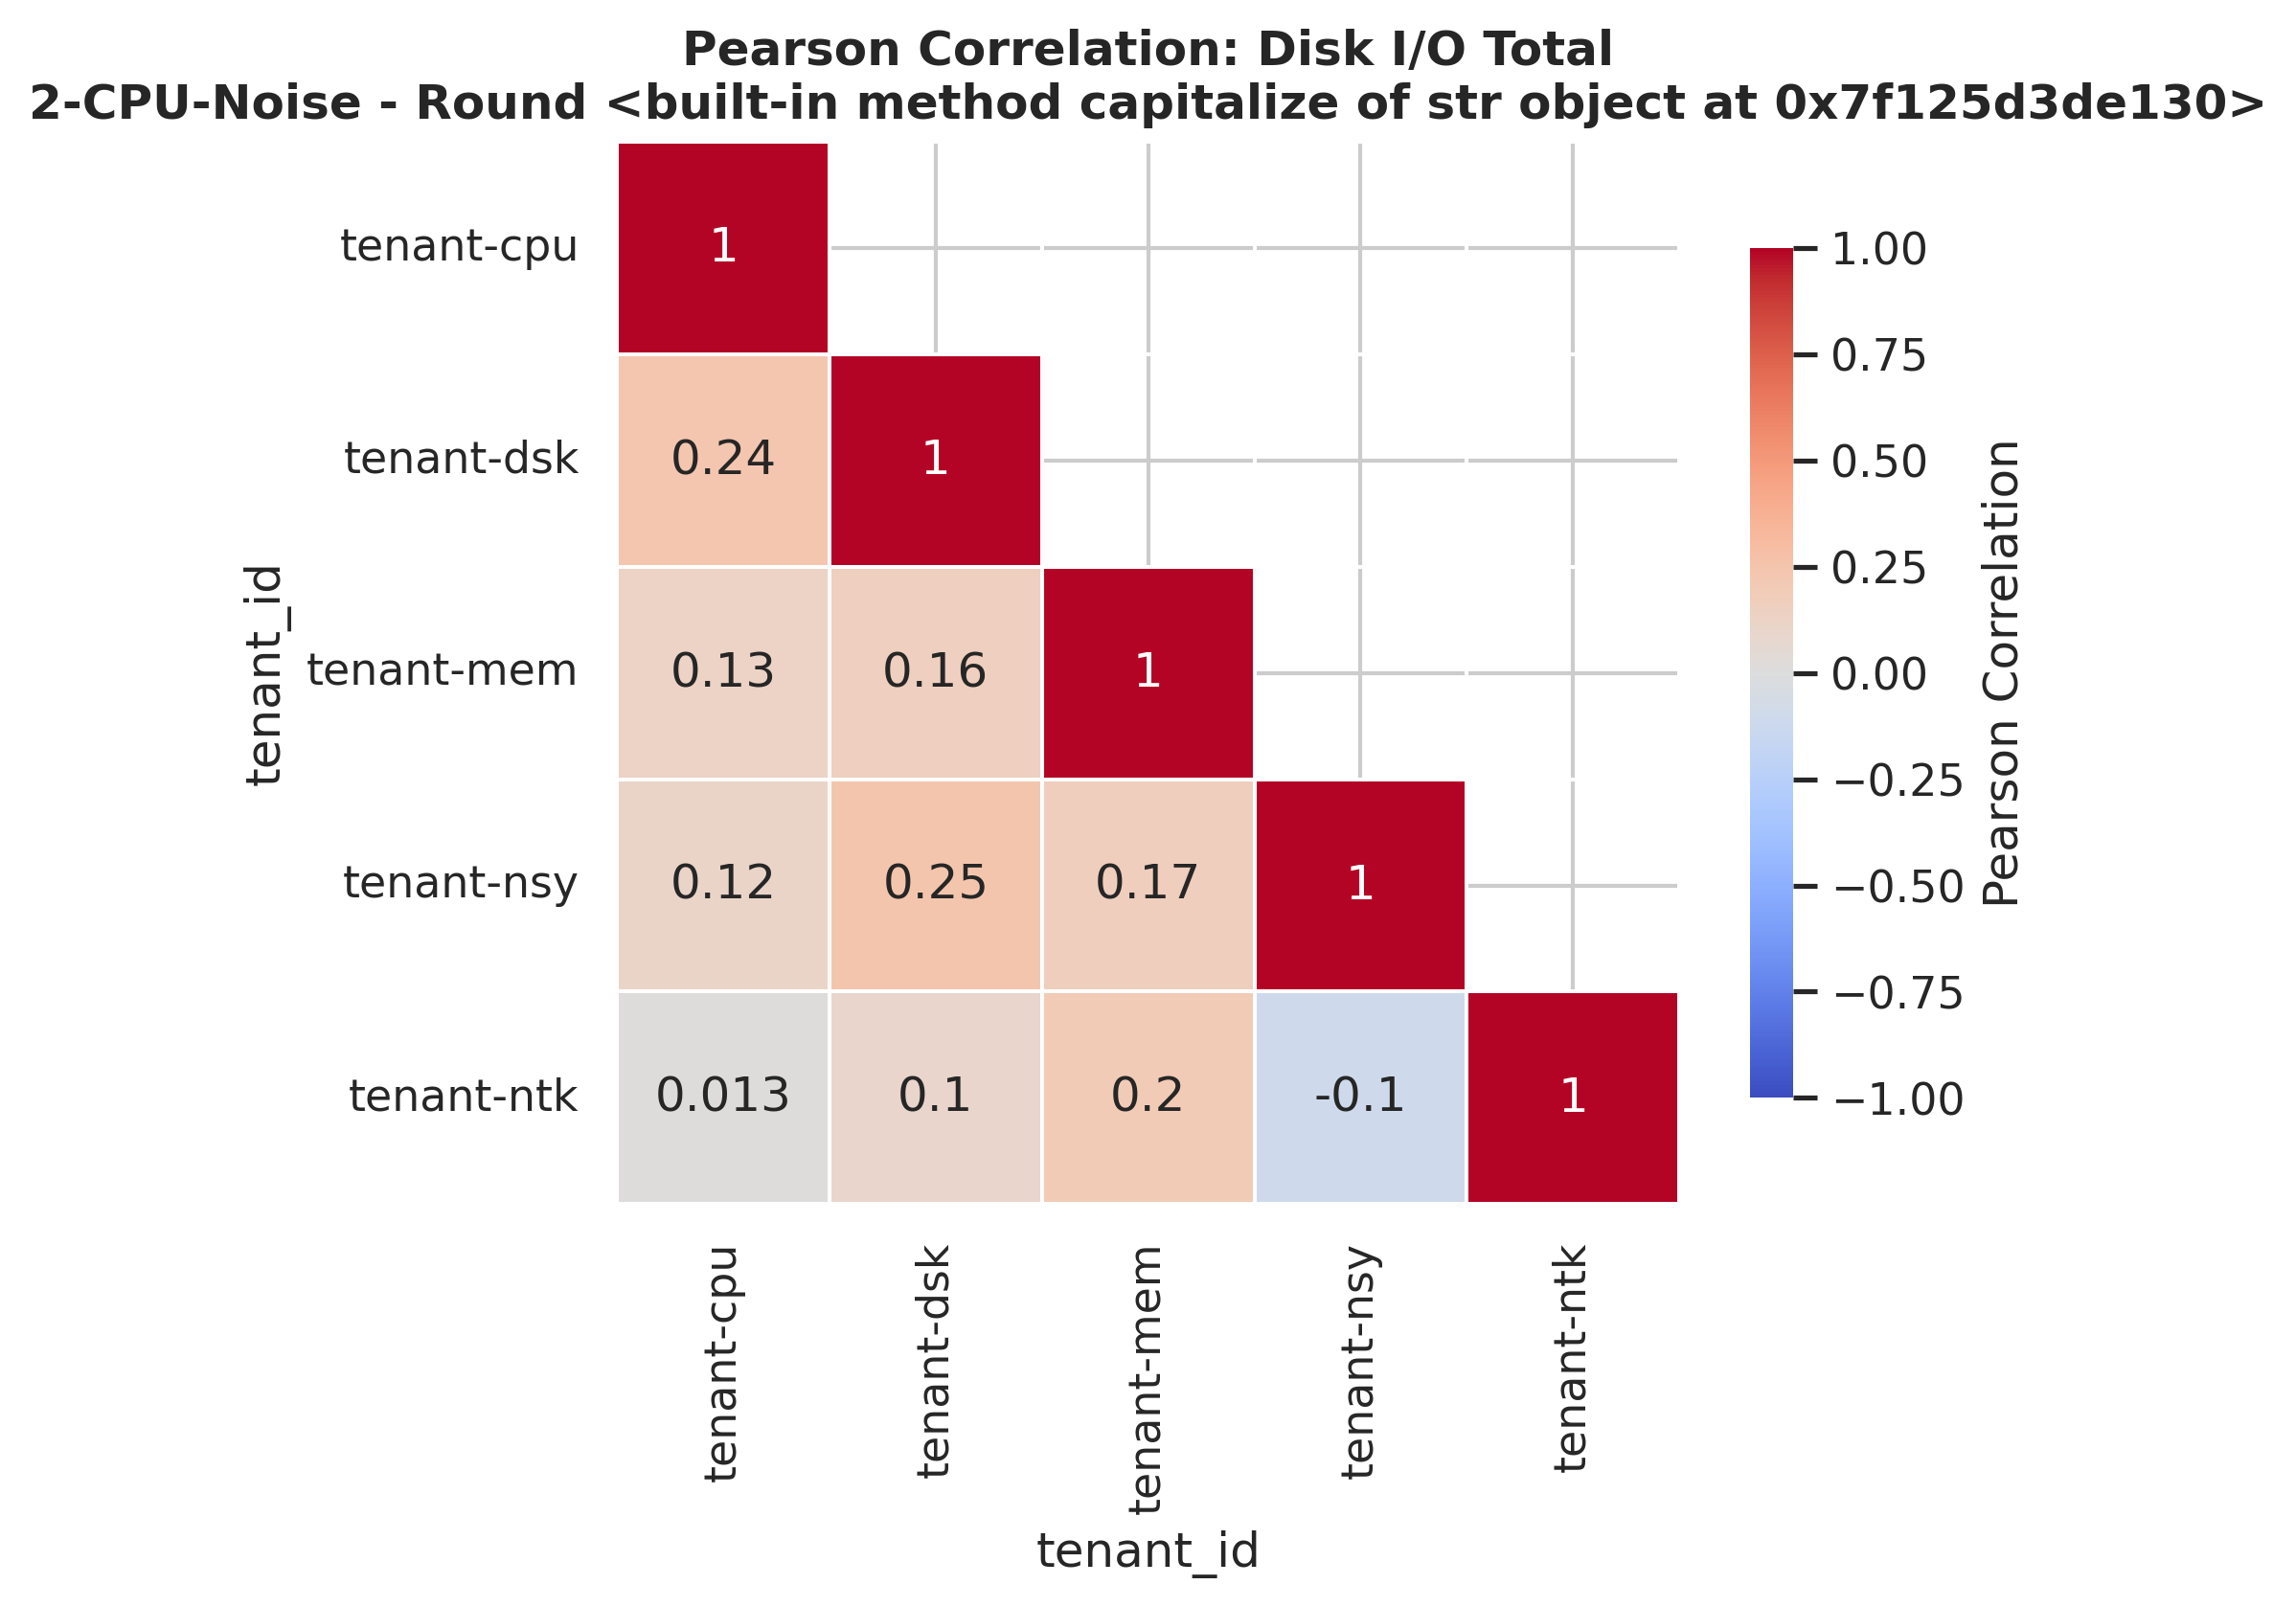 Pearson Correlation: Disk I/O Total
2-CPU-Noise - Round <built-in method capitalize of str object at 0x7f125d3de130>
tenant_id
tenant-cpu
1
tenant-dsk
0.24 1
tenant-mem
0.13 0.16 1
tenant-nsy
0.12 0.25 0.17 1
tenant-ntk
0.013 0.1 0.2 -0.1 1
tenant-cpu
tenant-dsk
tenant-mem
tenant-nsy
tenant-ntk
tenant_id
1.00
0.75
0.50
0.25
0.00
−0.25
−0.50
−0.75
−1.00
Pearson Correlation